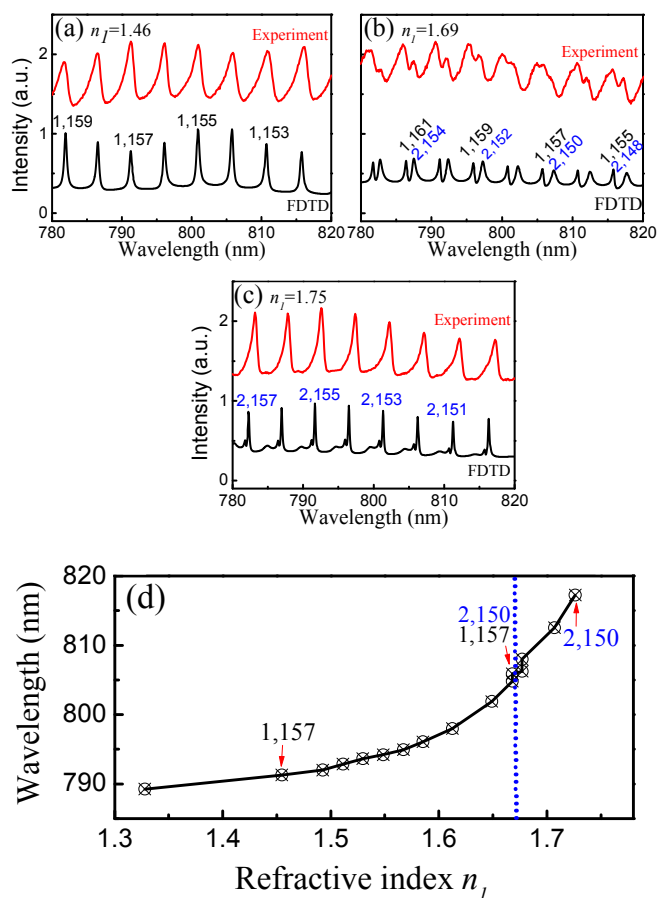 (a) n1=1.46
Experiment
1,159 1,157 1,155 1,153
FDTD
Intensity (a.u.)
2
1
0
780 790 800 810 820
Wavelength (nm)
(b) n1=1.69
Experiment
1,161 2,154 1,159 2,152 1,157 2,150 1,155 2,148
FDTD
780 790 800 810 820
Wavelength (nm)
(c) n1=1.75
Experiment
2,157 2,155 2,153 2,151
FDTD
Intensity (a.u.)
2
1
0
780 790 800 810 820
Wavelength (nm)
(d)
820
810
800
790
Wavelength (nm)
2,150
1,157
2,150
1,157
1.3 1.4 1.5 1.6 1.7
Refractive index n1